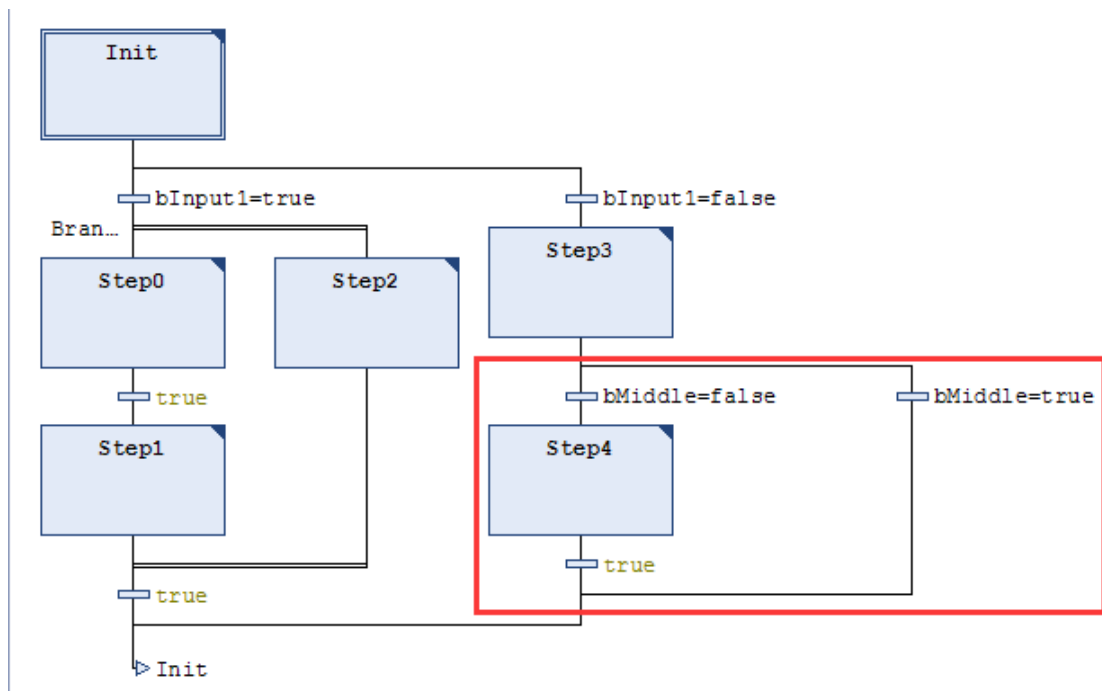 Init
bInput1=true
bInput1=false
Bran...
Step0
Step2
Step3
true
bMiddle=false
bMiddle=true
Step1
Step4
true
true
Init